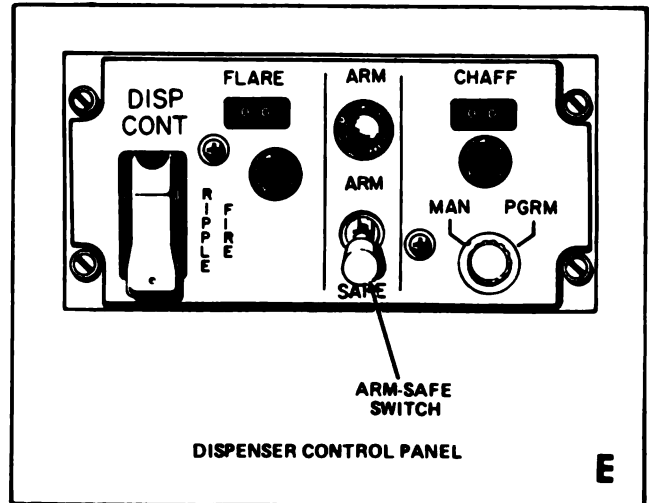 FLARE
ARM
CHAFF
DISP
CONT
ARM
RIPPLE
FIRE
MAN
PGRM
SAFE
ARM-SAFE
SWITCH
DISPENSER CONTROL PANEL
E